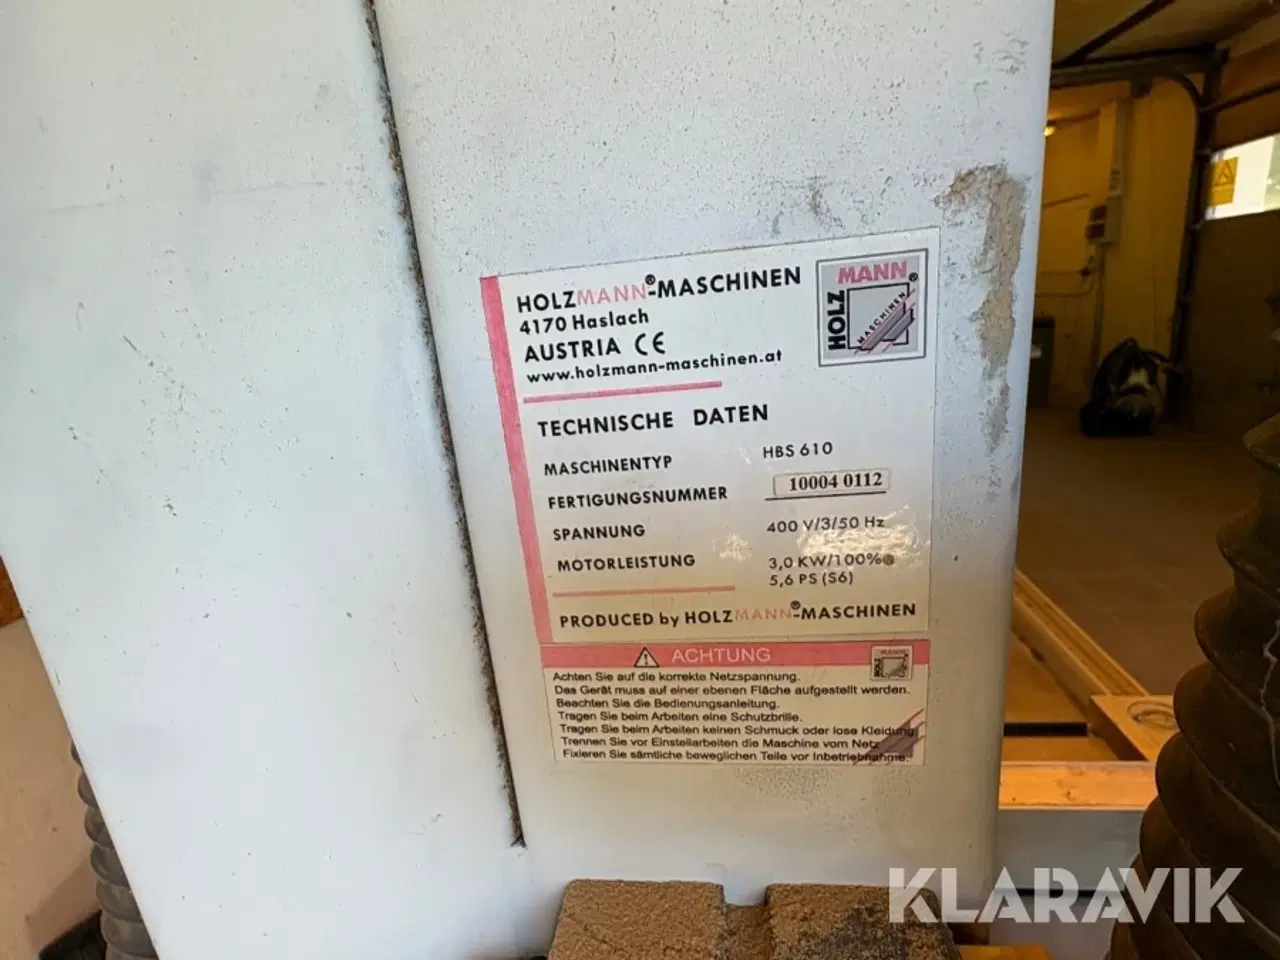 HOLZMANN®-MASCHINEN
4170 Haslach
AUSTRIA CE
www.holzmann-maschinen.at
HOLZ MANN ®
MASCHINEN
TECHNISCHE DATEN
MASCHINENTYP HBS 610
FERTIGUNGSNUMMER 10004 0112
SPANNUNG 400 V/3/50 Hz
MOTORLEISTUNG 3,0 KW/100%
5,6 PS (S6)
PRODUCED by HOLZMANN®-MASCHINEN
ACHTUNG
HOLZ MANN
Achten Sie auf die korrekte Netzspannung.
Das Gerät muss auf einer ebenen Fläche aufgestellt werden.
Beachten Sie die Bedienungsanleitung.
Tragen Sie beim Arbeiten eine Schutzbrille.
Tragen Sie beim Arbeiten keinen Schmuck oder lose Kleidung.
Trennen Sie vor Einstellarbeiten die Maschine vom Netz.
Fixieren Sie sämtliche beweglichen Teile vor Inbetriebnahme.
KLARAVIK